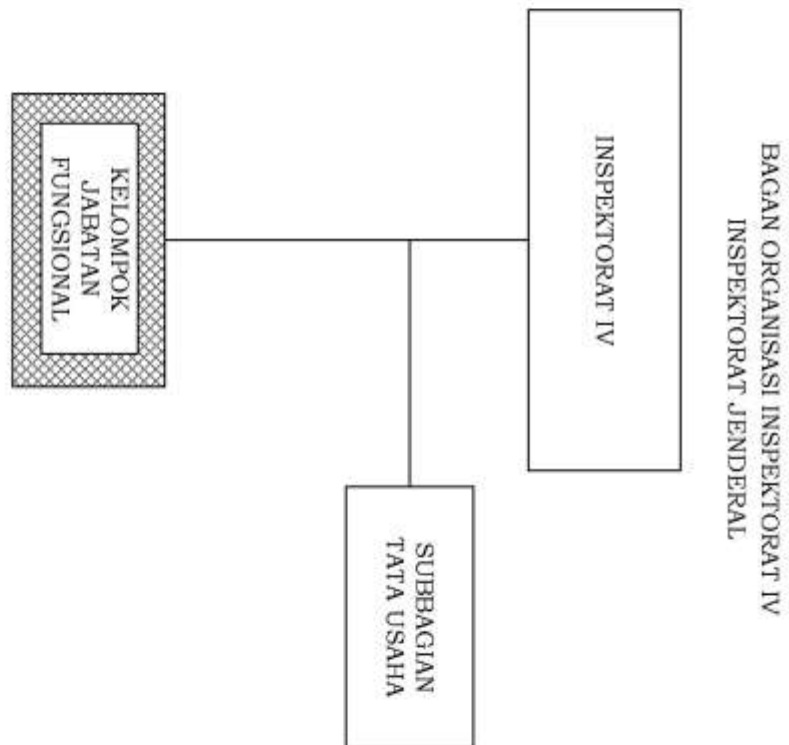 BAGAN ORGANISASI INSPEKTORAT IV
INSPEKTORAT JENDERAL
INSPEKTORAT IV
SUBBAGIAN
TATA USAHA
KELOMPOK
JABATAN
FUNGSIONAL